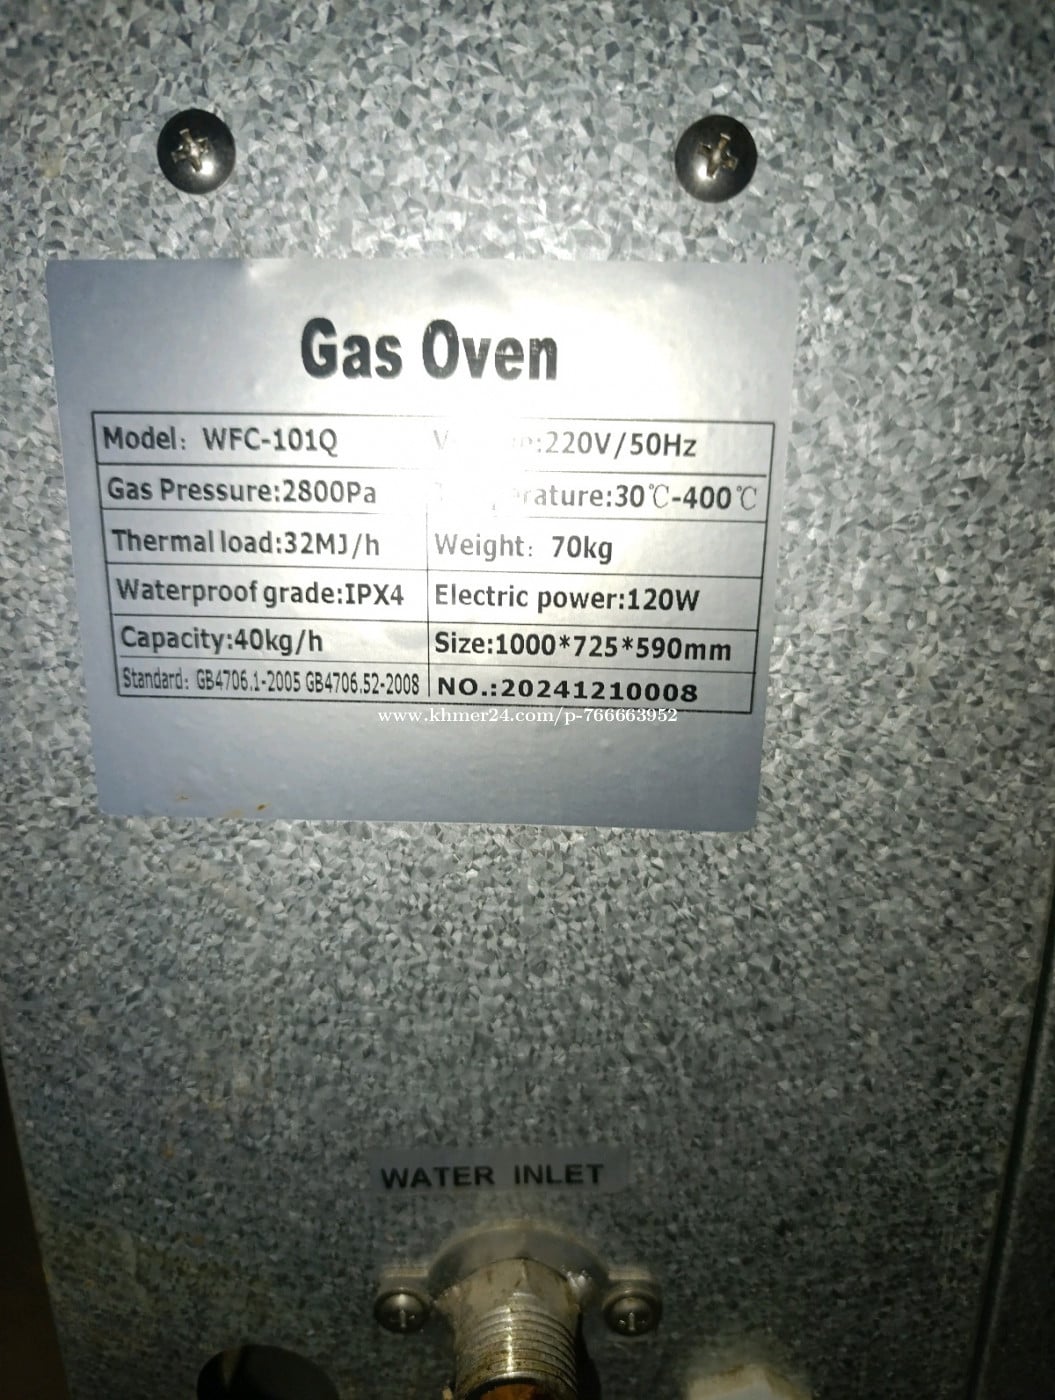 Gas Oven
Model: WFC-101Q :220V/50Hz
Gas Pressure:2800Pa :30℃-400℃
Thermal load:32MJ/h Weight: 70kg
Waterproof grade:IPX4 Electric power:120W
Capacity:40kg/h Size:1000*725*590mm
Standard: GB4706.1-2005 GB4706.52-2008 NO.:20241210008
www.khmer24.com/p-766663952
WATER INLET